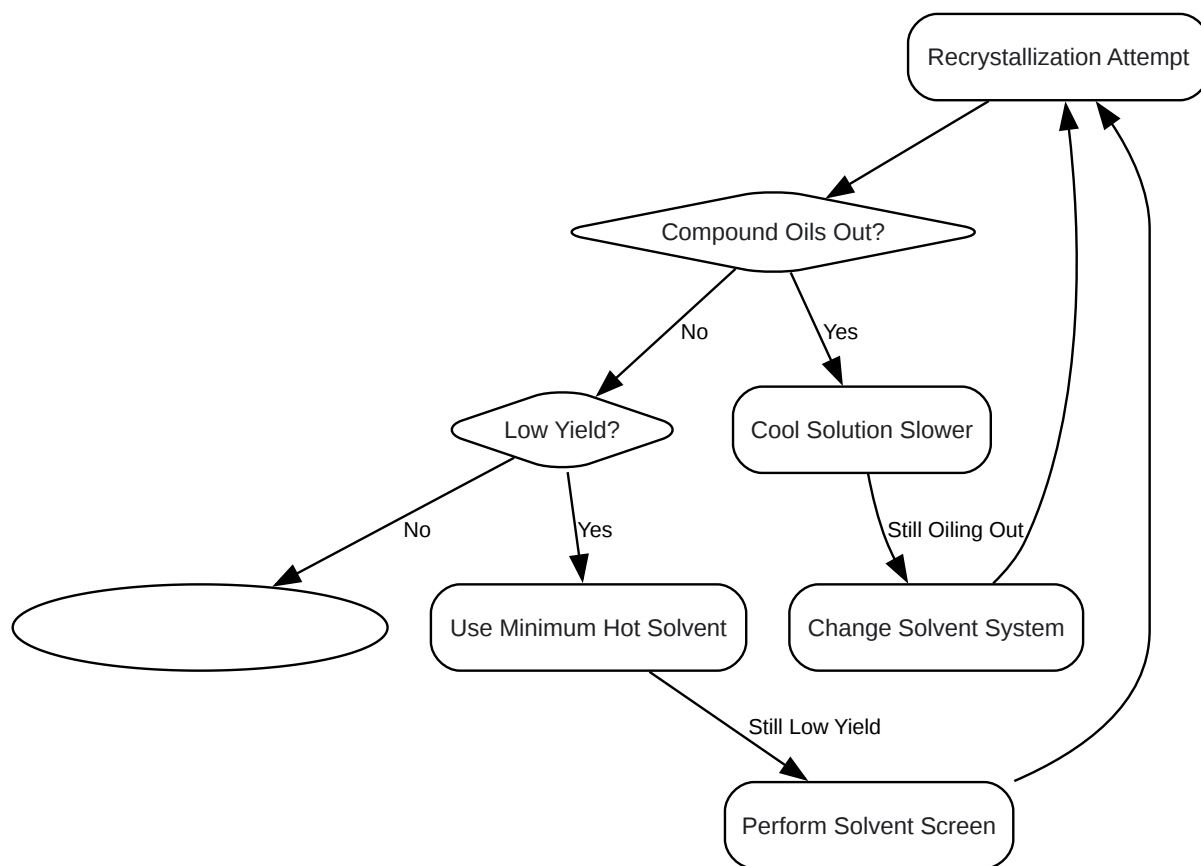 Recrystallization Attempt
Compound Oils Out?
No
Yes
Low Yield?
Cool Solution Slower
No
Yes
Still Oiling Out
Use Minimum Hot Solvent
Change Solvent System
Still Low Yield
Perform Solvent Screen